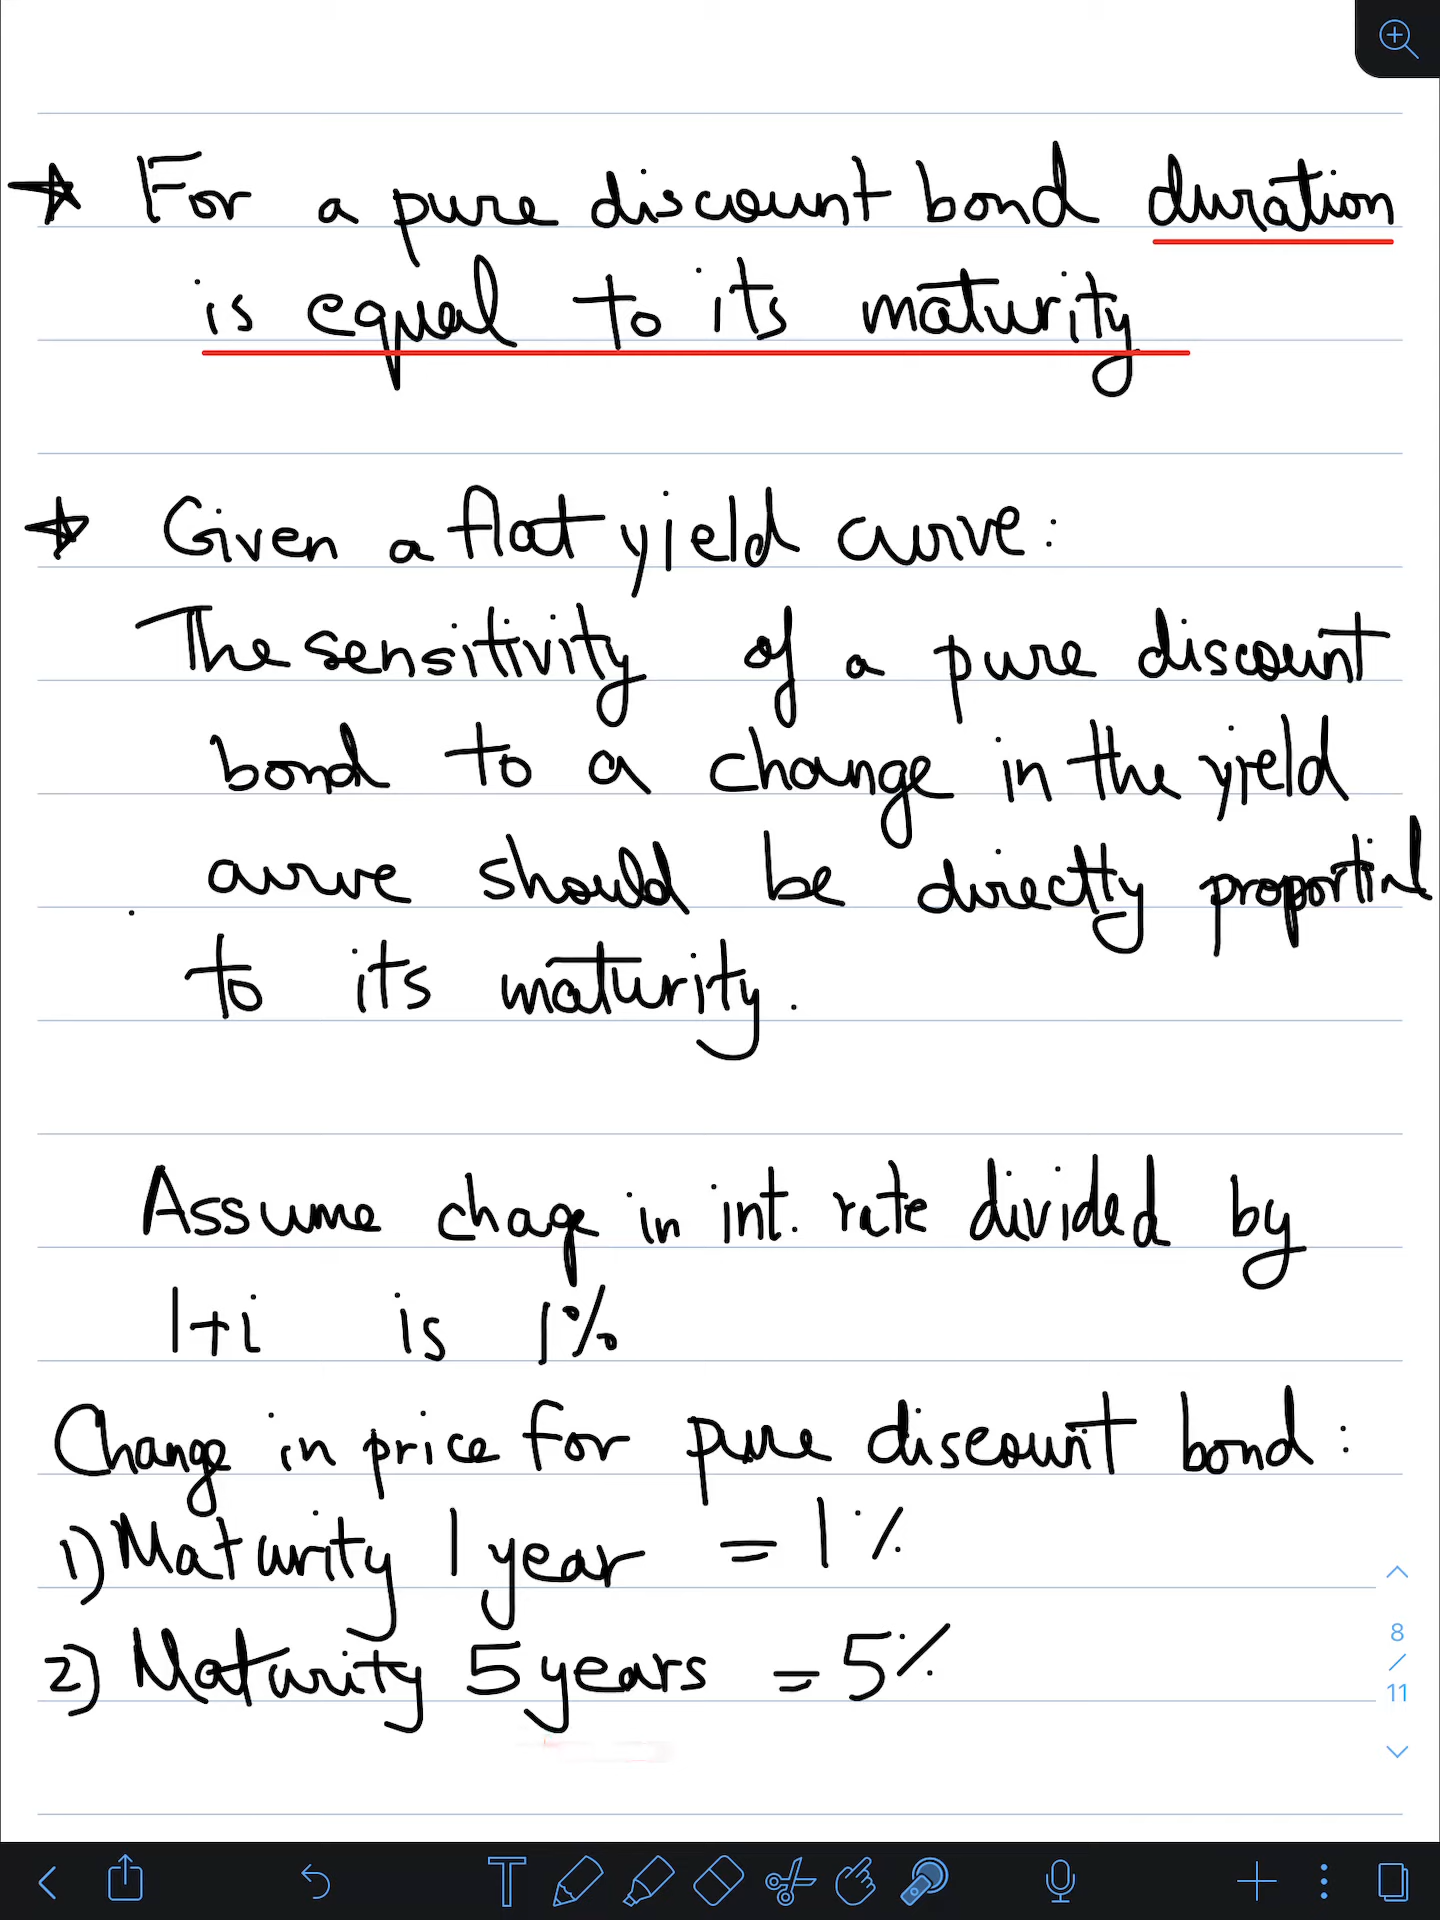 ★ For a pure discount bond duration
is equal to its maturity
★ Given a flat yield curve:
The sensitivity of a pure discount
bond to a change in the yield
curve should be directly proportinl
to its maturity.
Assume chage in int. rate divided by
1+i is 1%
Change in price for pure discount bond:
1) Maturity 1 year = 1%
2) Maturity 5 years = 5%
8
/
11
T